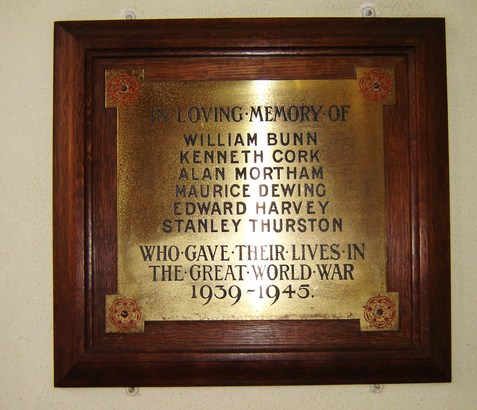 IN LOVING·MEMORY·OF
WILLIAM BUNN
KENNETH CORK
ALAN MORTHAM
MAURICE DEWING
EDWARD HARVEY
STANLEY THURSTON
WHO·GAVE·THEIR·LIVES·IN
THE·GREAT·WORLD·WAR
1939-1945.